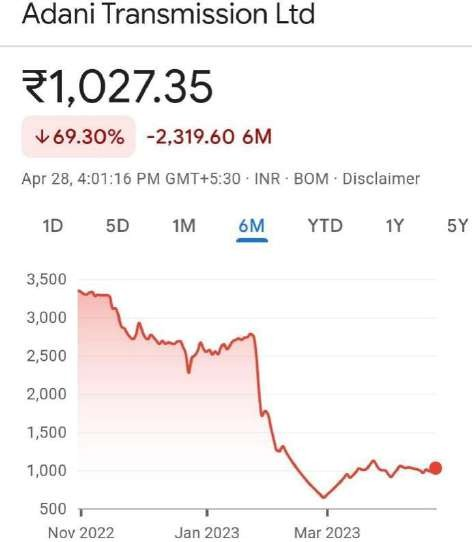 Adani Transmission Ltd
₹1,027.35
↓69.30% -2,319.60 6M
Apr 28, 4:01:16 PM GMT+5:30 · INR · BOM · Disclaimer
1D 5D 1M 6M YTD 1Y 5Y
3,500
3,000
2,500
2,000
1,500
1,000
500
Nov 2022 Jan 2023 Mar 2023